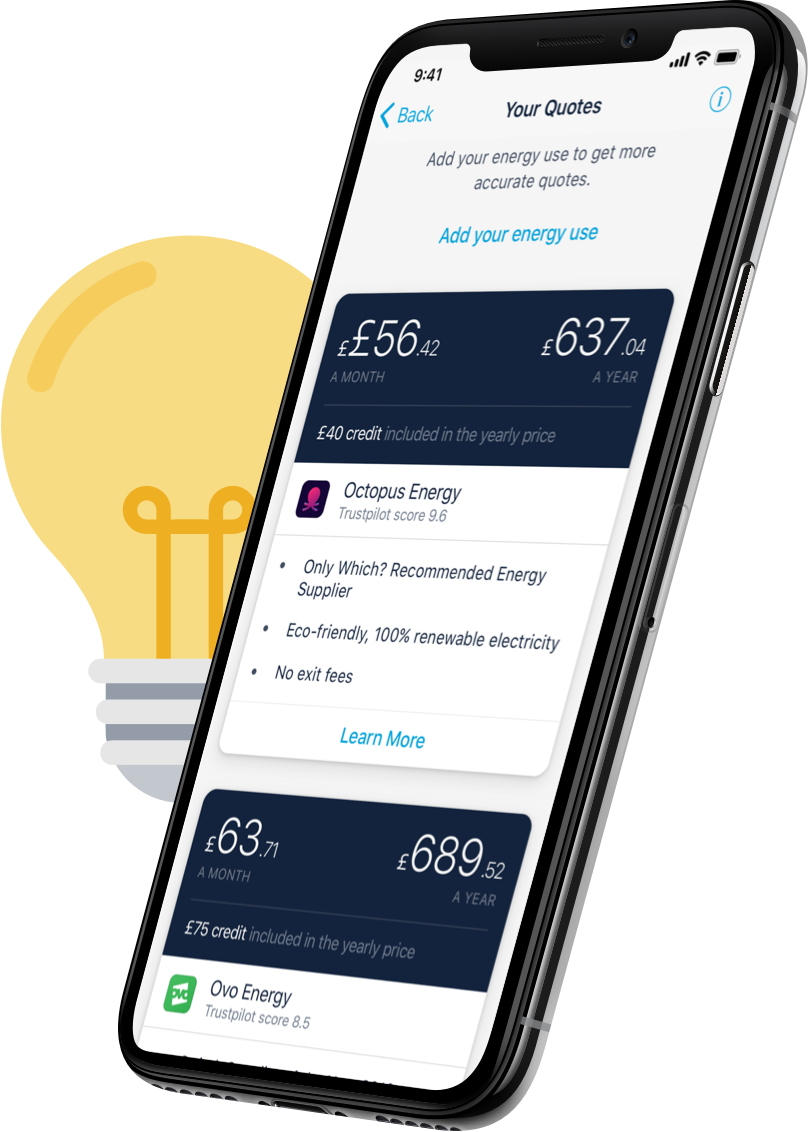 9:41
Back
Your Quotes
Add your energy use to get more
accurate quotes.
Add your energy use
££56.42
£637.04
A MONTH
A YEAR
£40 credit included in the yearly price
Octopus Energy
Trustpilot score 9.6
• Only Which? Recommended Energy
Supplier
• Eco-friendly, 100% renewable electricity
• No exit fees
Learn More
£63.71
£689.52
A MONTH
A YEAR
£75 credit included in the yearly price
ovo
Ovo Energy
Trustpilot score 8.5